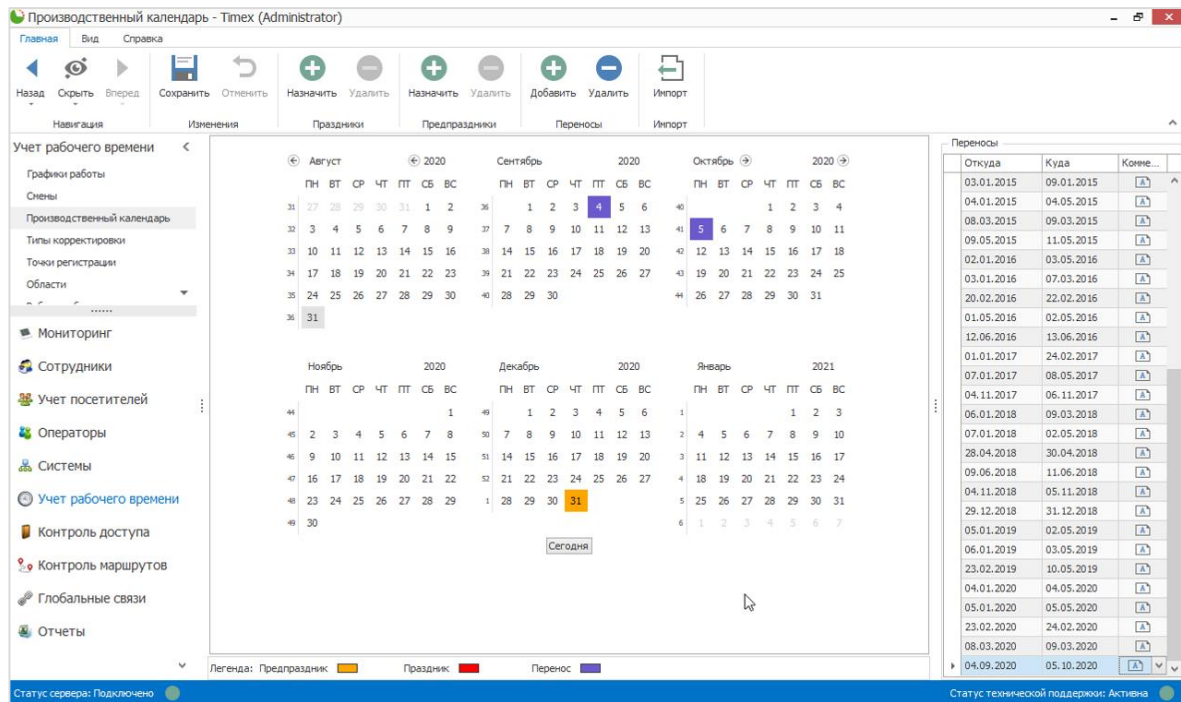 Производственный календарь - Timex (Administrator)
Главная Вид Справка
Назад Скрыть Вперед Сохранить Отменить Назначить Удалить Назначить Удалить Добавить Удалить Импорт
Навигация Изменения Праздники Предпраздники Переносы Импорт
Учет рабочего времени
Графики работы
Смены
Производственный календарь
Типы корректировки
Точки регистрации
Области
Мониторинг
Сотрудники
Учет посетителей
Операторы
Системы
Учет рабочего времени
Контроль доступа
Контроль маршрутов
Глобальные связи
Отчеты
Август 2020
ПН ВТ СР ЧТ ПТ СБ ВС
31 27 28 29 30 31 1 2
32 3 4 5 6 7 8 9
33 10 11 12 13 14 15 16
34 17 18 19 20 21 22 23
35 24 25 26 27 28 29 30
36 31
Сентябрь 2020
ПН ВТ СР ЧТ ПТ СБ ВС
36 1 2 3 4 5 6
37 7 8 9 10 11 12 13
38 14 15 16 17 18 19 20
39 21 22 23 24 25 26 27
40 28 29 30
Октябрь 2020
ПН ВТ СР ЧТ ПТ СБ ВС
40 1 2 3 4
41 5 6 7 8 9 10 11
42 12 13 14 15 16 17 18
43 19 20 21 22 23 24 25
44 26 27 28 29 30 31
Ноябрь 2020
ПН ВТ СР ЧТ ПТ СБ ВС
44 1
45 2 3 4 5 6 7 8
46 9 10 11 12 13 14 15
47 16 17 18 19 20 21 22
48 23 24 25 26 27 28 29
49 30
Декабрь 2020
ПН ВТ СР ЧТ ПТ СБ ВС
49 1 2 3 4 5 6
50 7 8 9 10 11 12 13
51 14 15 16 17 18 19 20
52 21 22 23 24 25 26 27
1 28 29 30 31
Январь 2021
ПН ВТ СР ЧТ ПТ СБ ВС
1 1 2 3
2 4 5 6 7 8 9 10
3 11 12 13 14 15 16 17
4 18 19 20 21 22 23 24
5 25 26 27 28 29 30 31
6 1 2 3 4 5 6 7
Сегодня
Легенда: Предпраздник Праздник Перенос
Переносы
Откуда Куда Комме...
03.01.2015 09.01.2015
04.01.2015 04.05.2015
08.03.2015 09.03.2015
09.05.2015 11.05.2015
02.01.2016 03.05.2016
03.01.2016 07.03.2016
20.02.2016 22.02.2016
01.05.2016 02.05.2016
12.06.2016 13.06.2016
01.01.2017 24.02.2017
07.01.2017 08.05.2017
04.11.2017 06.11.2017
06.01.2018 09.03.2018
07.01.2018 02.05.2018
28.04.2018 30.04.2018
09.06.2018 11.06.2018
04.11.2018 05.11.2018
29.12.2018 31.12.2018
05.01.2019 02.05.2019
06.01.2019 03.05.2019
23.02.2019 10.05.2019
04.01.2020 04.05.2020
05.01.2020 05.05.2020
23.02.2020 24.02.2020
08.03.2020 09.03.2020
04.09.2020 05.10.2020
Статус сервера: Подключено Статус технической поддержки: Активна